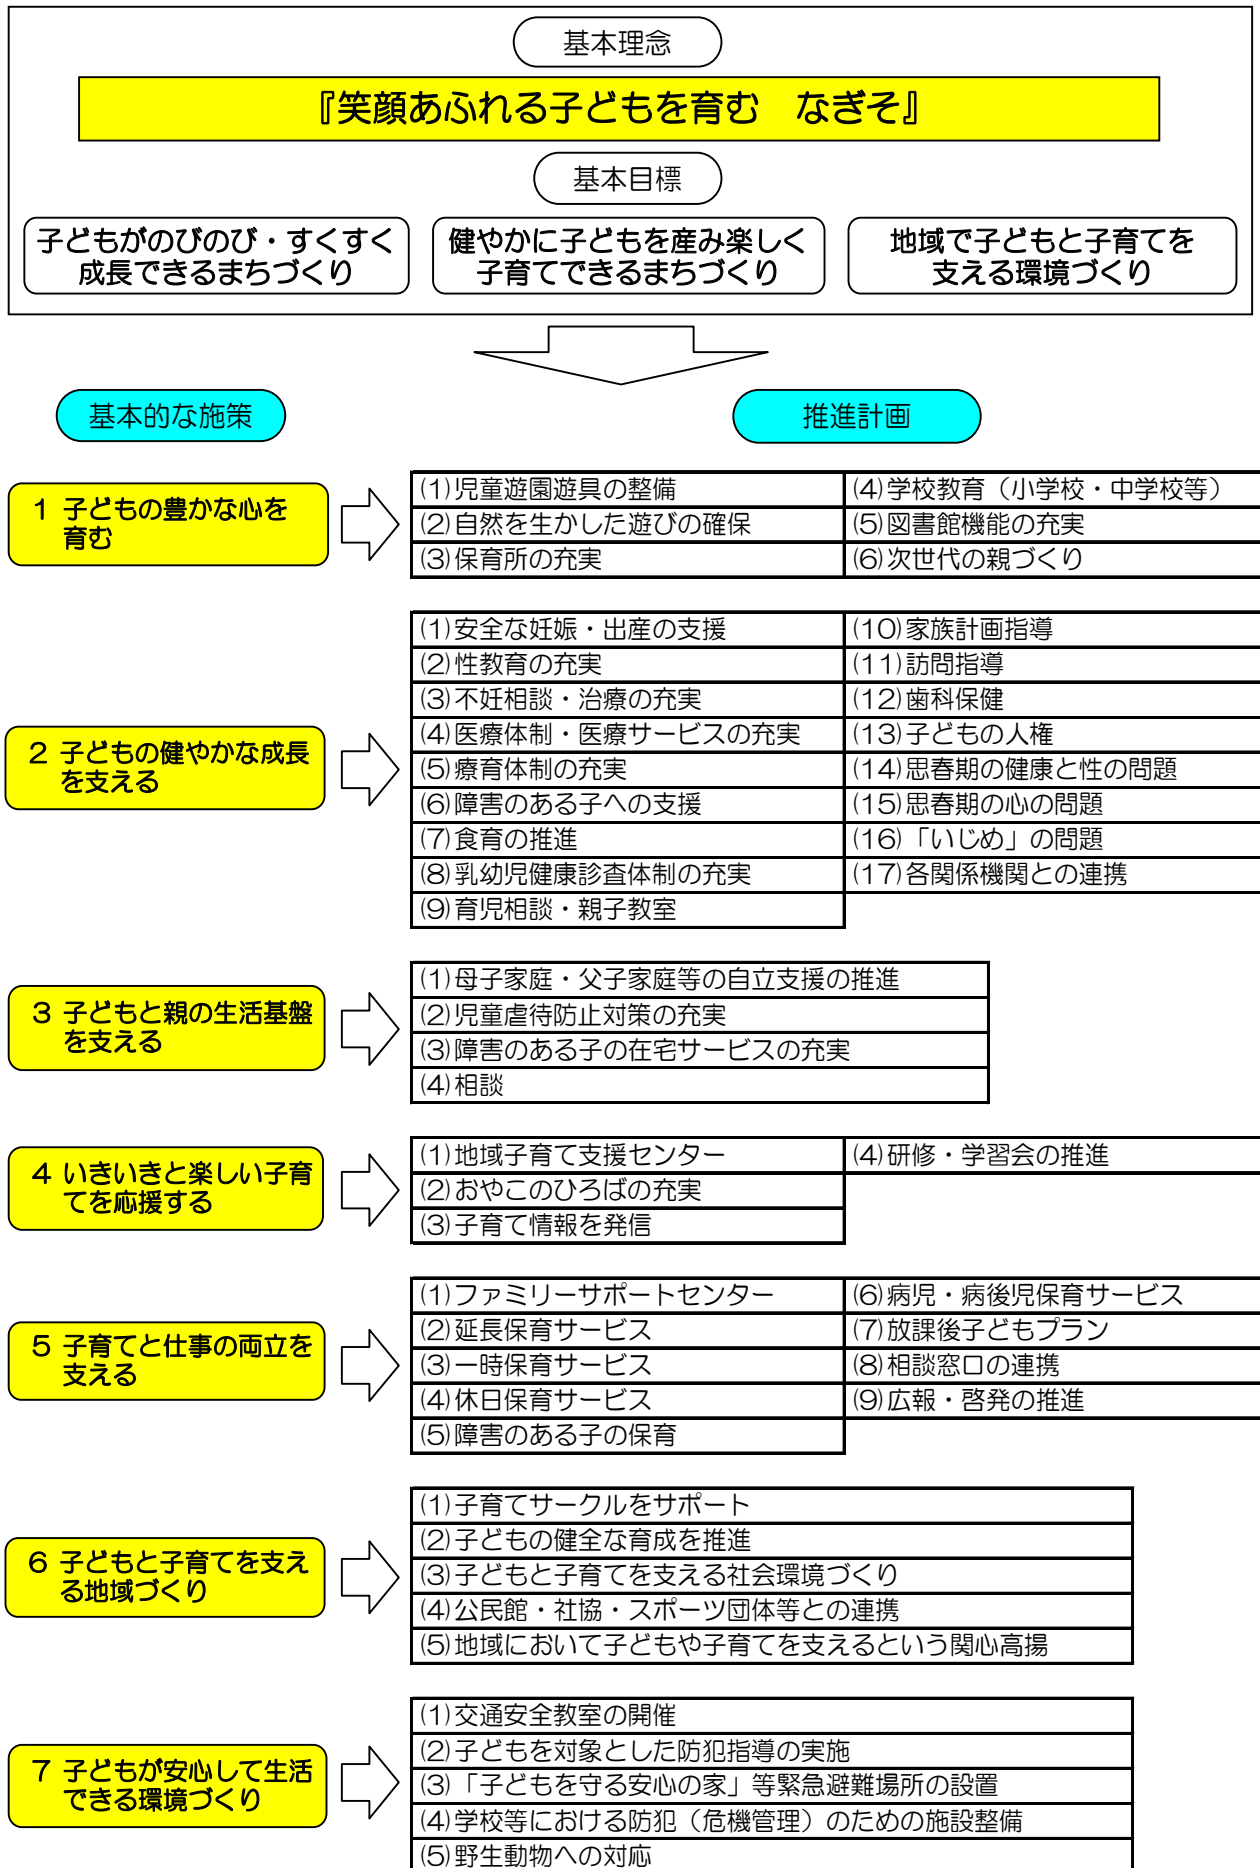 基本理念
『笑顔あふれる子どもを育む　なぎそ』
基本目標
子どもがのびのび・すくすく
成長できるまちづくり
健やかに子どもを産み楽しく
子育てできるまちづくり
地域で子どもと子育てを
支える環境づくり
基本的な施策
推進計画
1 子どもの豊かな心を
育む
(1)児童遊園遊具の整備
(2)自然を生かした遊びの確保
(3)保育所の充実
(4)学校教育（小学校・中学校等）
(5)図書館機能の充実
(6)次世代の親づくり
2 子どもの健やかな成長
を支える
(1)安全な妊娠・出産の支援
(2)性教育の充実
(3)不妊相談・治療の充実
(4)医療体制・医療サービスの充実
(5)療育体制の充実
(6)障害のある子への支援
(7)食育の推進
(8)乳幼児健康診査体制の充実
(9)育児相談・親子教室
(10)家族計画指導
(11)訪問指導
(12)歯科保健
(13)子どもの人権
(14)思春期の健康と性の問題
(15)思春期の心の問題
(16)「いじめ」の問題
(17)各関係機関との連携
3 子どもと親の生活基盤
を支える
(1)母子家庭・父子家庭等の自立支援の推進
(2)児童虐待防止対策の充実
(3)障害のある子の在宅サービスの充実
(4)相談
4 いきいきと楽しい子育
てを応援する
(1)地域子育て支援センター
(2)おやこのひろばの充実
(3)子育て情報を発信
(4)研修・学習会の推進
5 子育てと仕事の両立を
支える
(1)ファミリーサポートセンター
(2)延長保育サービス
(3)一時保育サービス
(4)休日保育サービス
(5)障害のある子の保育
(6)病児・病後児保育サービス
(7)放課後子どもプラン
(8)相談窓口の連携
(9)広報・啓発の推進
6 子どもと子育てを支え
る地域づくり
(1)子育てサークルをサポート
(2)子どもの健全な育成を推進
(3)子どもと子育てを支える社会環境づくり
(4)公民館・社協・スポーツ団体等との連携
(5)地域において子どもや子育てを支えるという関心高揚
7 子どもが安心して生活
できる環境づくり
(1)交通安全教室の開催
(2)子どもを対象とした防犯指導の実施
(3)「子どもを守る安心の家」等緊急避難場所の設置
(4)学校等における防犯（危機管理）のための施設整備
(5)野生動物への対応